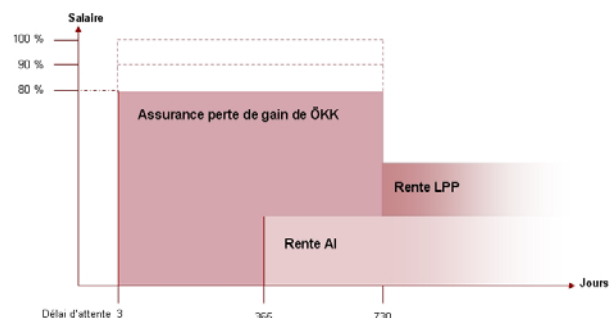 Salaire
100 %
90 %
80 %
Assurance perte de gain de ÖKK
Rente LPP
Rente AI
Jours
Délai d'attente 3
730